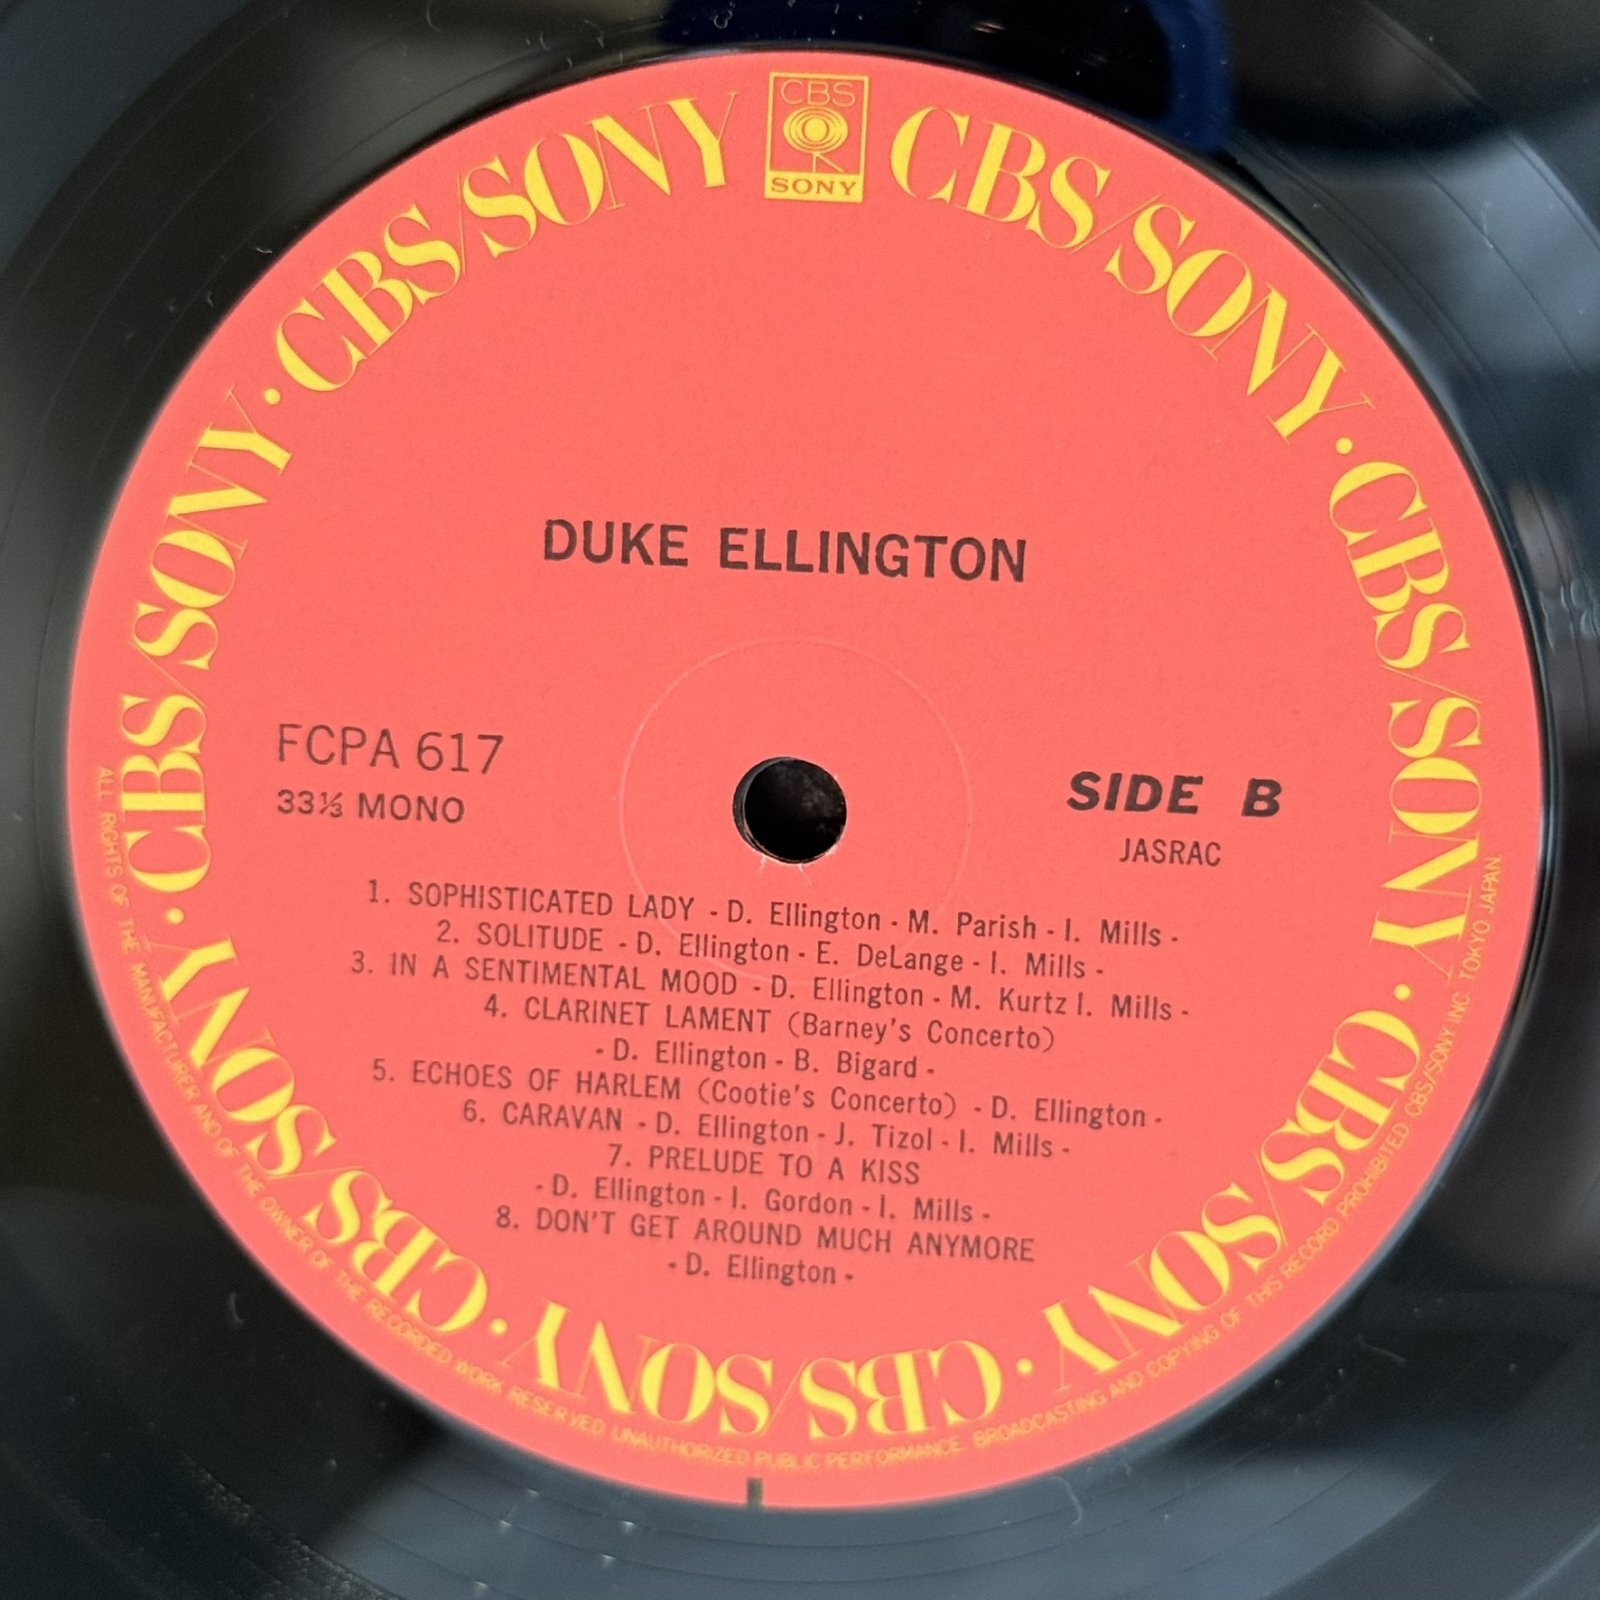 CBS
SONY
CBS/SONY · CBS/SONY · CBS/SONY · CBS/SONY · CBS/SONY · CBS/SONY · CBS/SONY
DUKE ELLINGTON
FCPA 617
33⅓ MONO
SIDE B
JASRAC
1. SOPHISTICATED LADY - D. Ellington - M. Parish - I. Mills -
2. SOLITUDE - D. Ellington - E. DeLange - I. Mills -
3. IN A SENTIMENTAL MOOD - D. Ellington - M. Kurtz I. Mills -
4. CLARINET LAMENT (Barney's Concerto)
- D. Ellington - B. Bigard -
5. ECHOES OF HARLEM (Cootie's Concerto) - D. Ellington -
6. CARAVAN - D. Ellington - J. Tizol - I. Mills -
7. PRELUDE TO A KISS
- D. Ellington - I. Gordon - I. Mills -
8. DON'T GET AROUND MUCH ANYMORE
- D. Ellington -
ALL RIGHTS OF THE MANUFACTURER AND OF THE OWNER OF THE RECORDED WORK RESERVED. UNAUTHORIZED PUBLIC PERFORMANCE. BROADCASTING AND COPYING OF THIS RECORD PROHIBITED CBS/SONY INC. TOKYO JAPAN.